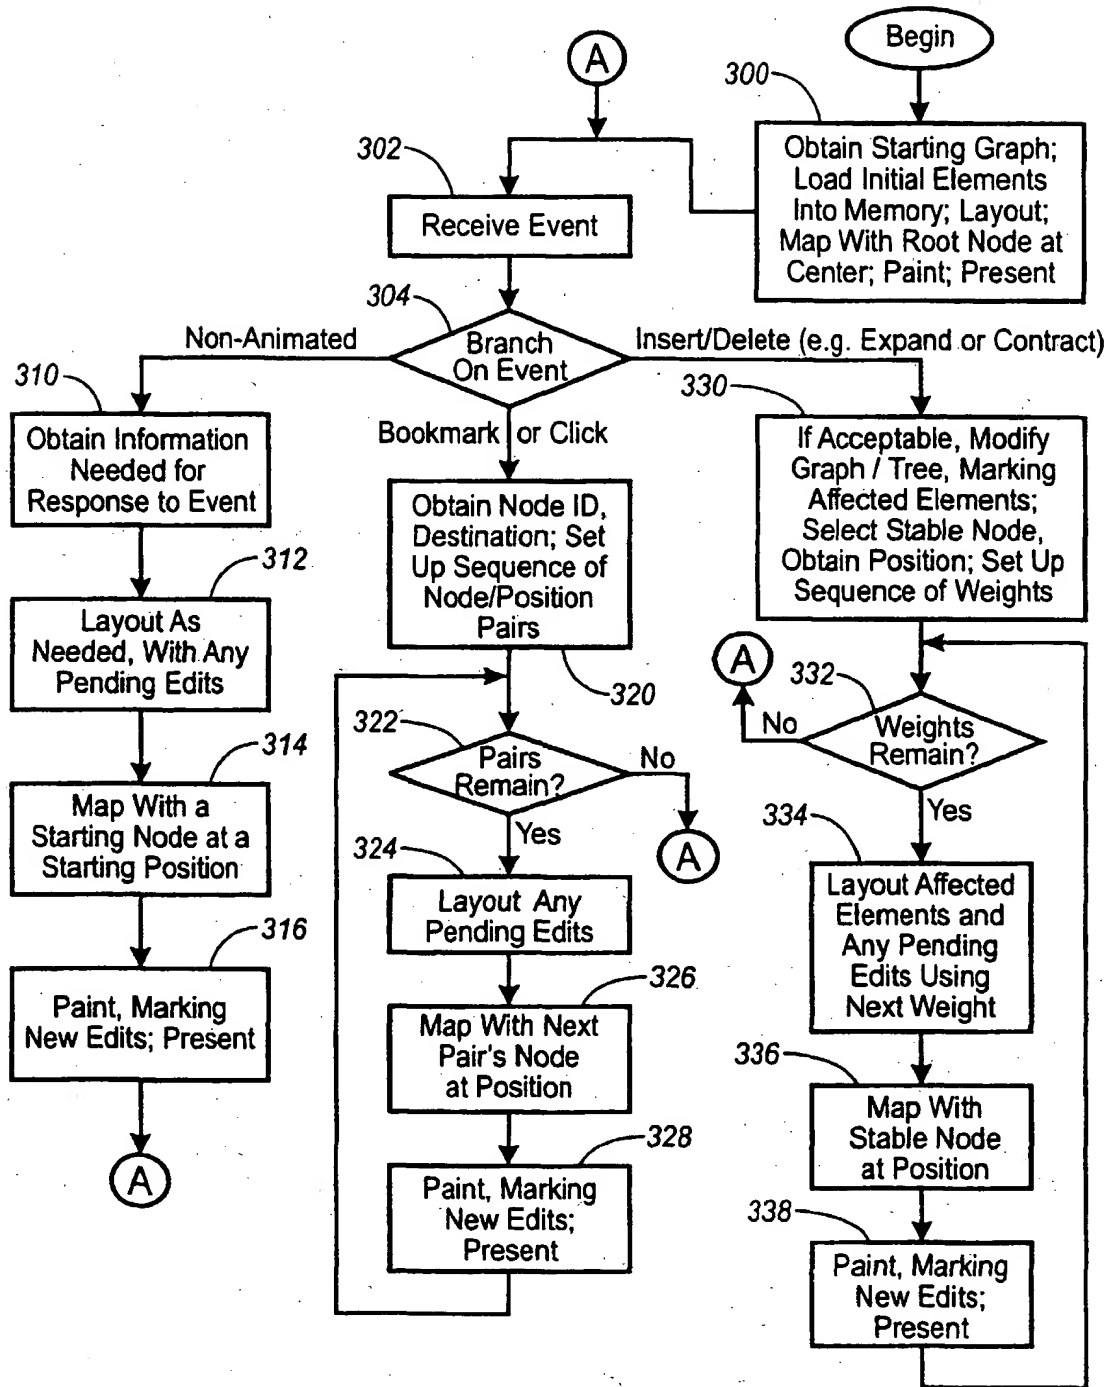 Begin
A
300
Obtain Starting Graph;
Load Initial Elements
Into Memory; Layout;
Map With Root Node at
Center; Paint; Present
302
Receive Event
304
Branch
On Event
Non-Animated
Insert/Delete (e.g. Expand or Contract)
Bookmark or Click
310
Obtain Information
Needed for
Response to Event
312
Layout As
Needed, With Any
Pending Edits
314
Map With a
Starting Node at a
Starting Position
316
Paint, Marking
New Edits; Present
A
Obtain Node ID,
Destination; Set
Up Sequence of
Node/Position
Pairs
320
322
Pairs
Remain?
No
A
Yes
324
Layout Any
Pending Edits
326
Map With Next
Pair's Node
at Position
328
Paint, Marking
New Edits;
Present
330
If Acceptable, Modify
Graph / Tree, Marking
Affected Elements;
Select Stable Node,
Obtain Position; Set Up
Sequence of Weights
A
332
No
Weights
Remain?
Yes
334
Layout Affected
Elements and
Any Pending
Edits Using
Next Weight
336
Map With
Stable Node
at Position
338
Paint, Marking
New Edits;
Present